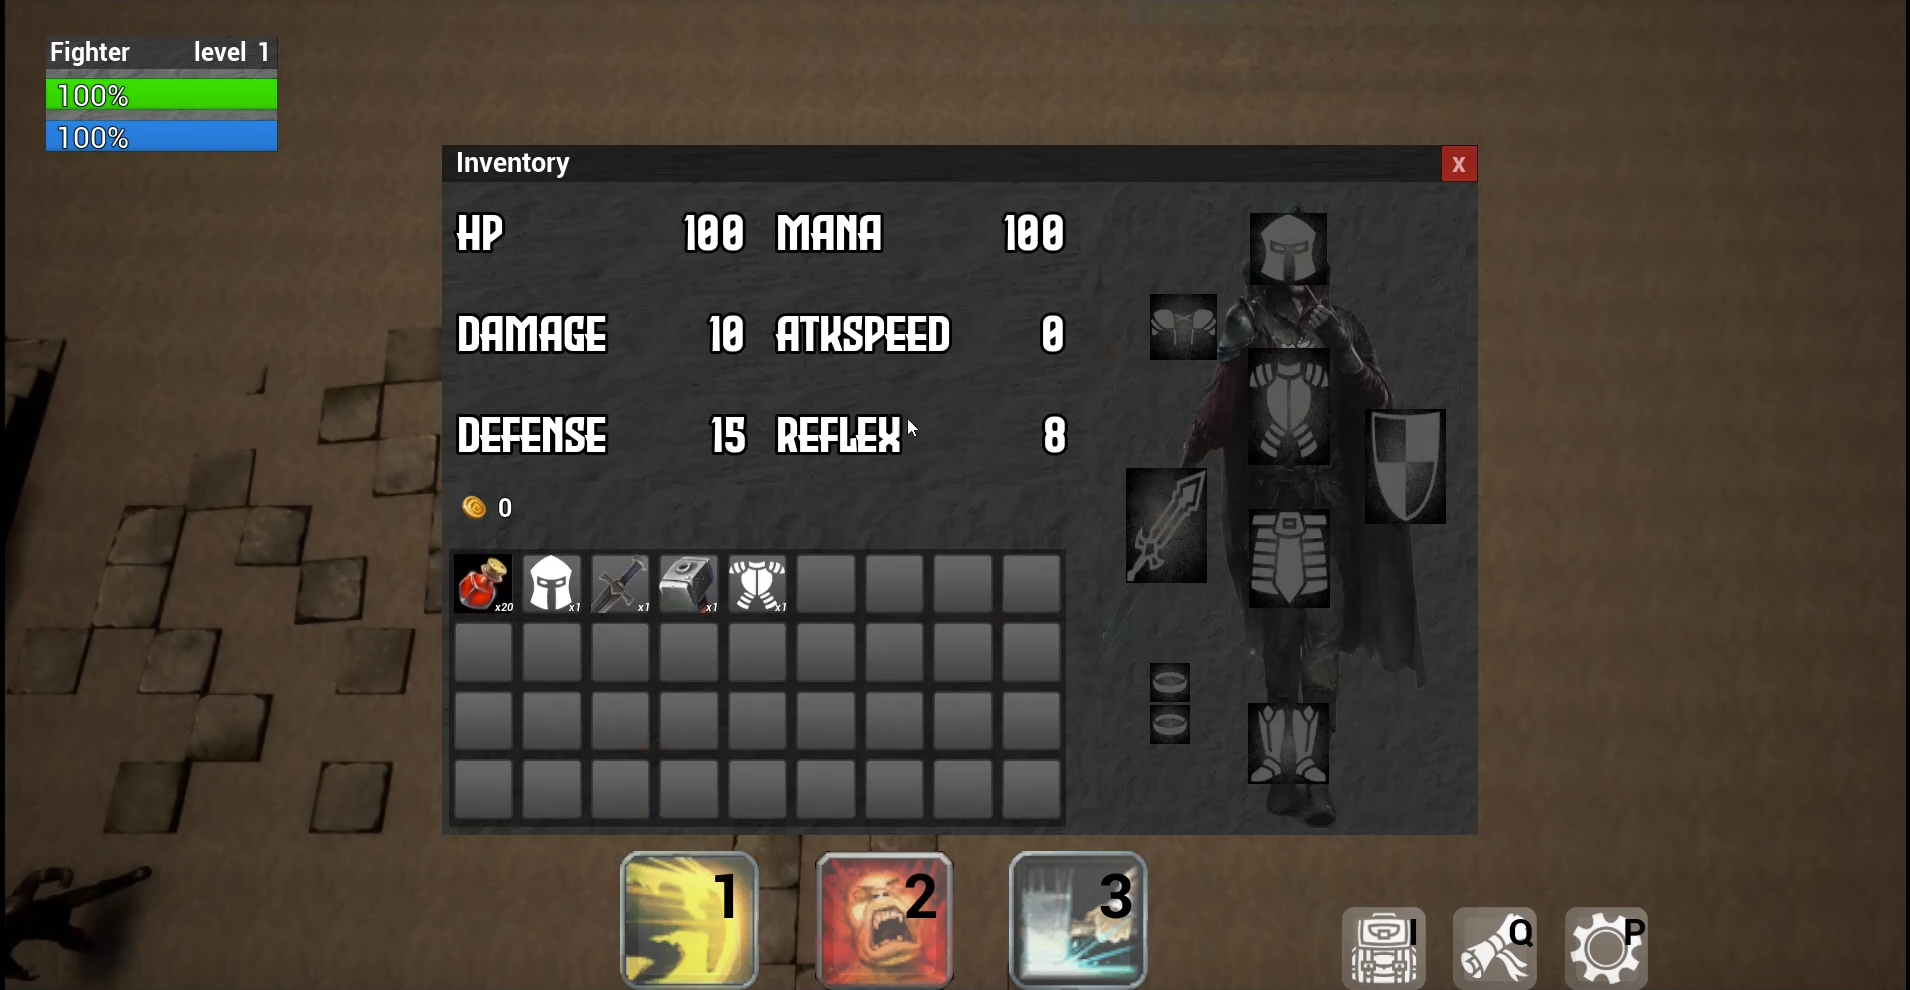 Fighter level 1
100%
100%
Inventory X
HP 100 MANA 100
DAMAGE 10 ATKSPEED 0
DEFENSE 15 REFLEX 8
0
x20 x1 x1 x1 x1
1 2 3
I Q P